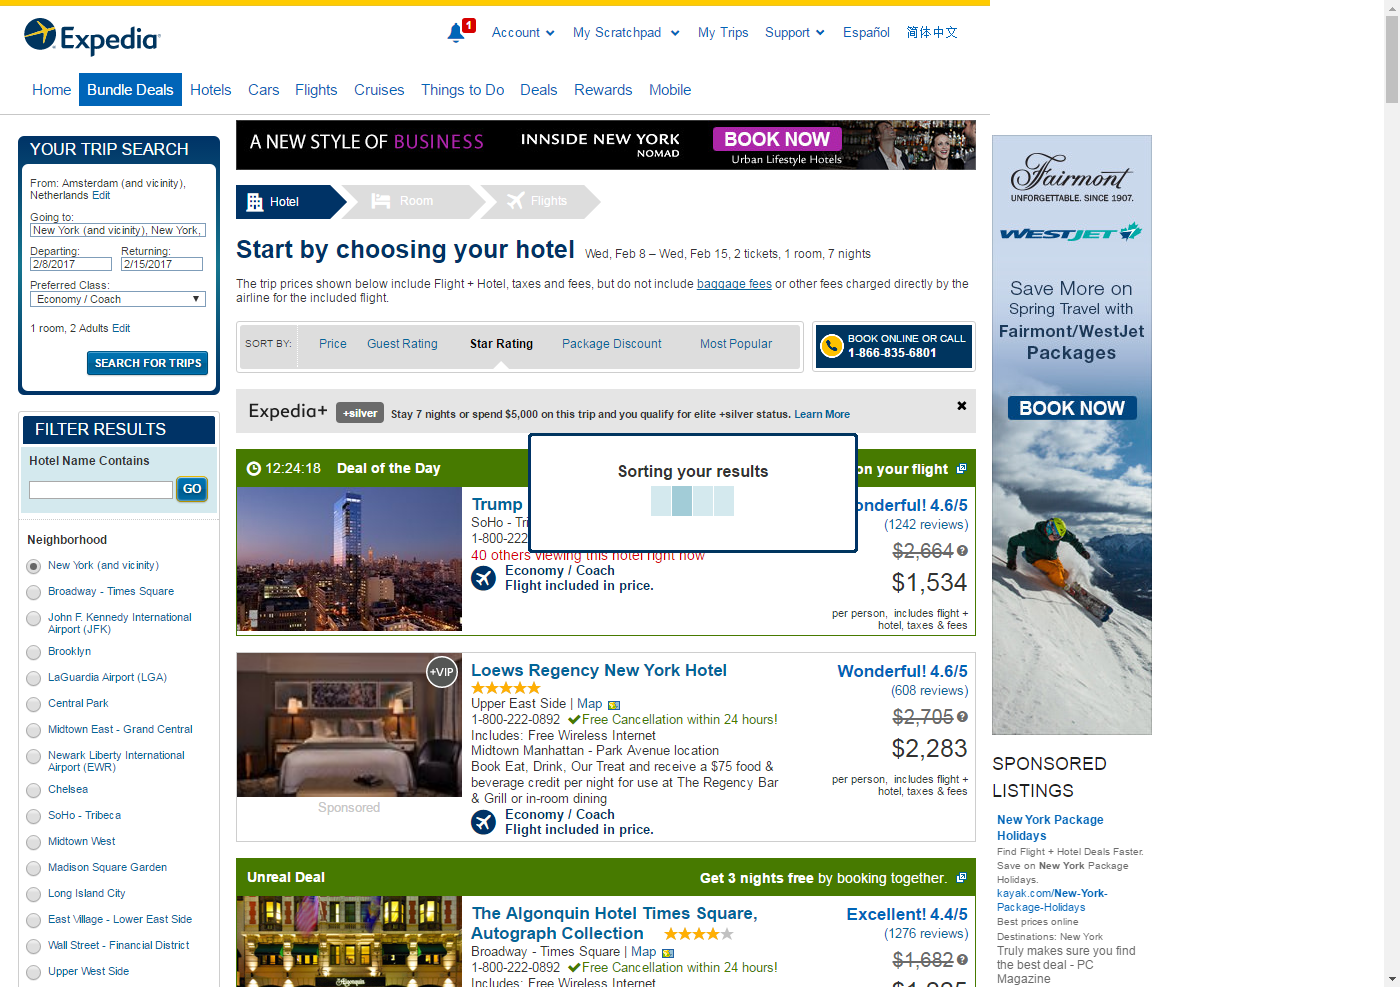 Expedia
1
Account
My Scratchpad
My Trips
Support
Español
简体中文
Home
Bundle Deals
Hotels
Cars
Flights
Cruises
Things to Do
Deals
Rewards
Mobile
YOUR TRIP SEARCH
From: Amsterdam (and vicinity),
Netherlands Edit
Going to:
New York (and vicinity), New York,
Departing:
Returning:
2/8/2017
2/15/2017
Preferred Class:
Economy / Coach
1 room, 2 Adults Edit
SEARCH FOR TRIPS
FILTER RESULTS
Hotel Name Contains
GO
Neighborhood
New York (and vicinity)
Broadway - Times Square
John F. Kennedy International
Airport (JFK)
Brooklyn
LaGuardia Airport (LGA)
Central Park
Midtown East - Grand Central
Newark Liberty International
Airport (EWR)
Chelsea
SoHo - Tribeca
Midtown West
Madison Square Garden
Long Island City
East Village - Lower East Side
Wall Street - Financial District
Upper West Side
A NEW STYLE OF BUSINESS
INNSIDE NEW YORK
NOMAD
BOOK NOW
Urban Lifestyle Hotels
Hotel
Room
Flights
Start by choosing your hotel
Wed, Feb 8 – Wed, Feb 15, 2 tickets, 1 room, 7 nights
The trip prices shown below include Flight + Hotel, taxes and fees, but do not include baggage fees or other fees charged directly by the
airline for the included flight.
SORT BY:
Price
Guest Rating
Star Rating
Package Discount
Most Popular
BOOK ONLINE OR CALL
1-866-835-6801
Expedia+
+silver
Stay 7 nights or spend $5,000 on this trip and you qualify for elite +silver status. Learn More
Sorting your results
12:24:18
Deal of the Day
on your flight
Trump
SoHo - Tri
1-800-222
40 others viewing this hotel right now
Economy / Coach
Flight included in price.
onderful! 4.6/5
(1242 reviews)
$2,664
$1,534
per person, includes flight +
hotel, taxes & fees
+VIP
Sponsored
Loews Regency New York Hotel
Upper East Side | Map
1-800-222-0892 Free Cancellation within 24 hours!
Includes: Free Wireless Internet
Midtown Manhattan - Park Avenue location
Book Eat, Drink, Our Treat and receive a $75 food &
beverage credit per night for use at The Regency Bar
& Grill or in-room dining
Economy / Coach
Flight included in price.
Wonderful! 4.6/5
(608 reviews)
$2,705
$2,283
per person, includes flight +
hotel, taxes & fees
Unreal Deal
Get 3 nights free by booking together.
Algonquin
The Algonquin Hotel Times Square,
Autograph Collection
Broadway - Times Square | Map
1-800-222-0892 Free Cancellation within 24 hours!
Includes: Free Wireless Internet
Excellent! 4.4/5
(1276 reviews)
$1,682
Fairmont
UNFORGETTABLE. SINCE 1907.
WESTJET
Save More on
Spring Travel with
Fairmont/WestJet
Packages
BOOK NOW
SPONSORED
LISTINGS
New York Package
Holidays
Find Flight + Hotel Deals Faster.
Save on New York Package
Holidays.
kayak.com/New-York-
Package-Holidays
Best prices online
Destinations: New York
Truly makes sure you find
the best deal - PC
Magazine